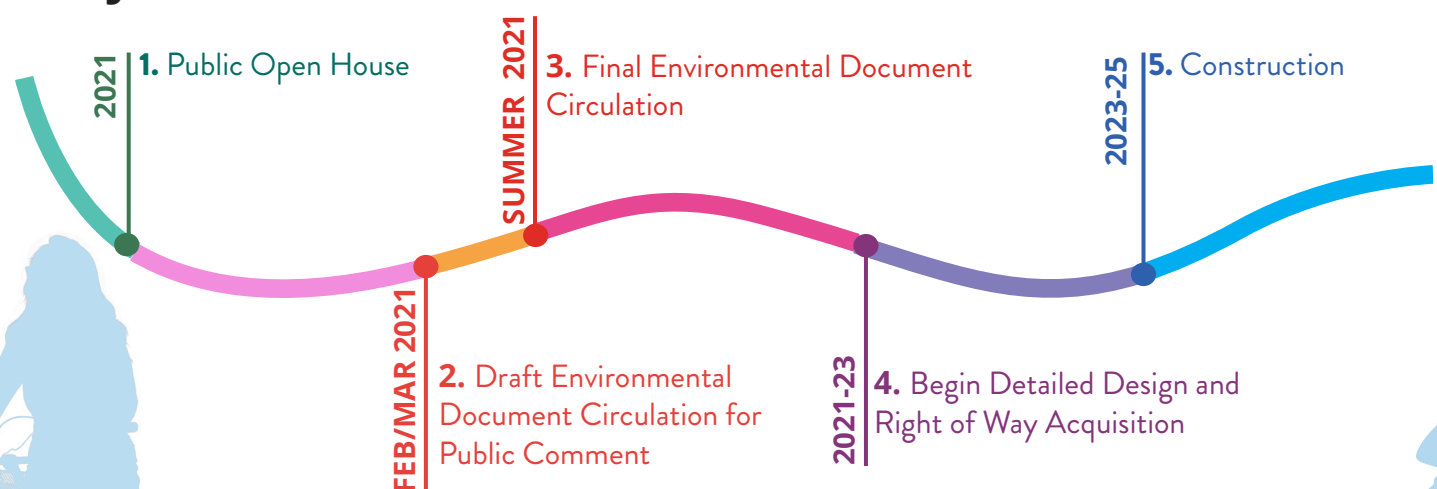 2021
1. Public Open House
FEB/MAR 2021
2. Draft Environmental
Document Circulation for
Public Comment
SUMMER 2021
3. Final Environmental Document
Circulation
2021-23
4. Begin Detailed Design and
Right of Way Acquisition
2023-25
5. Construction